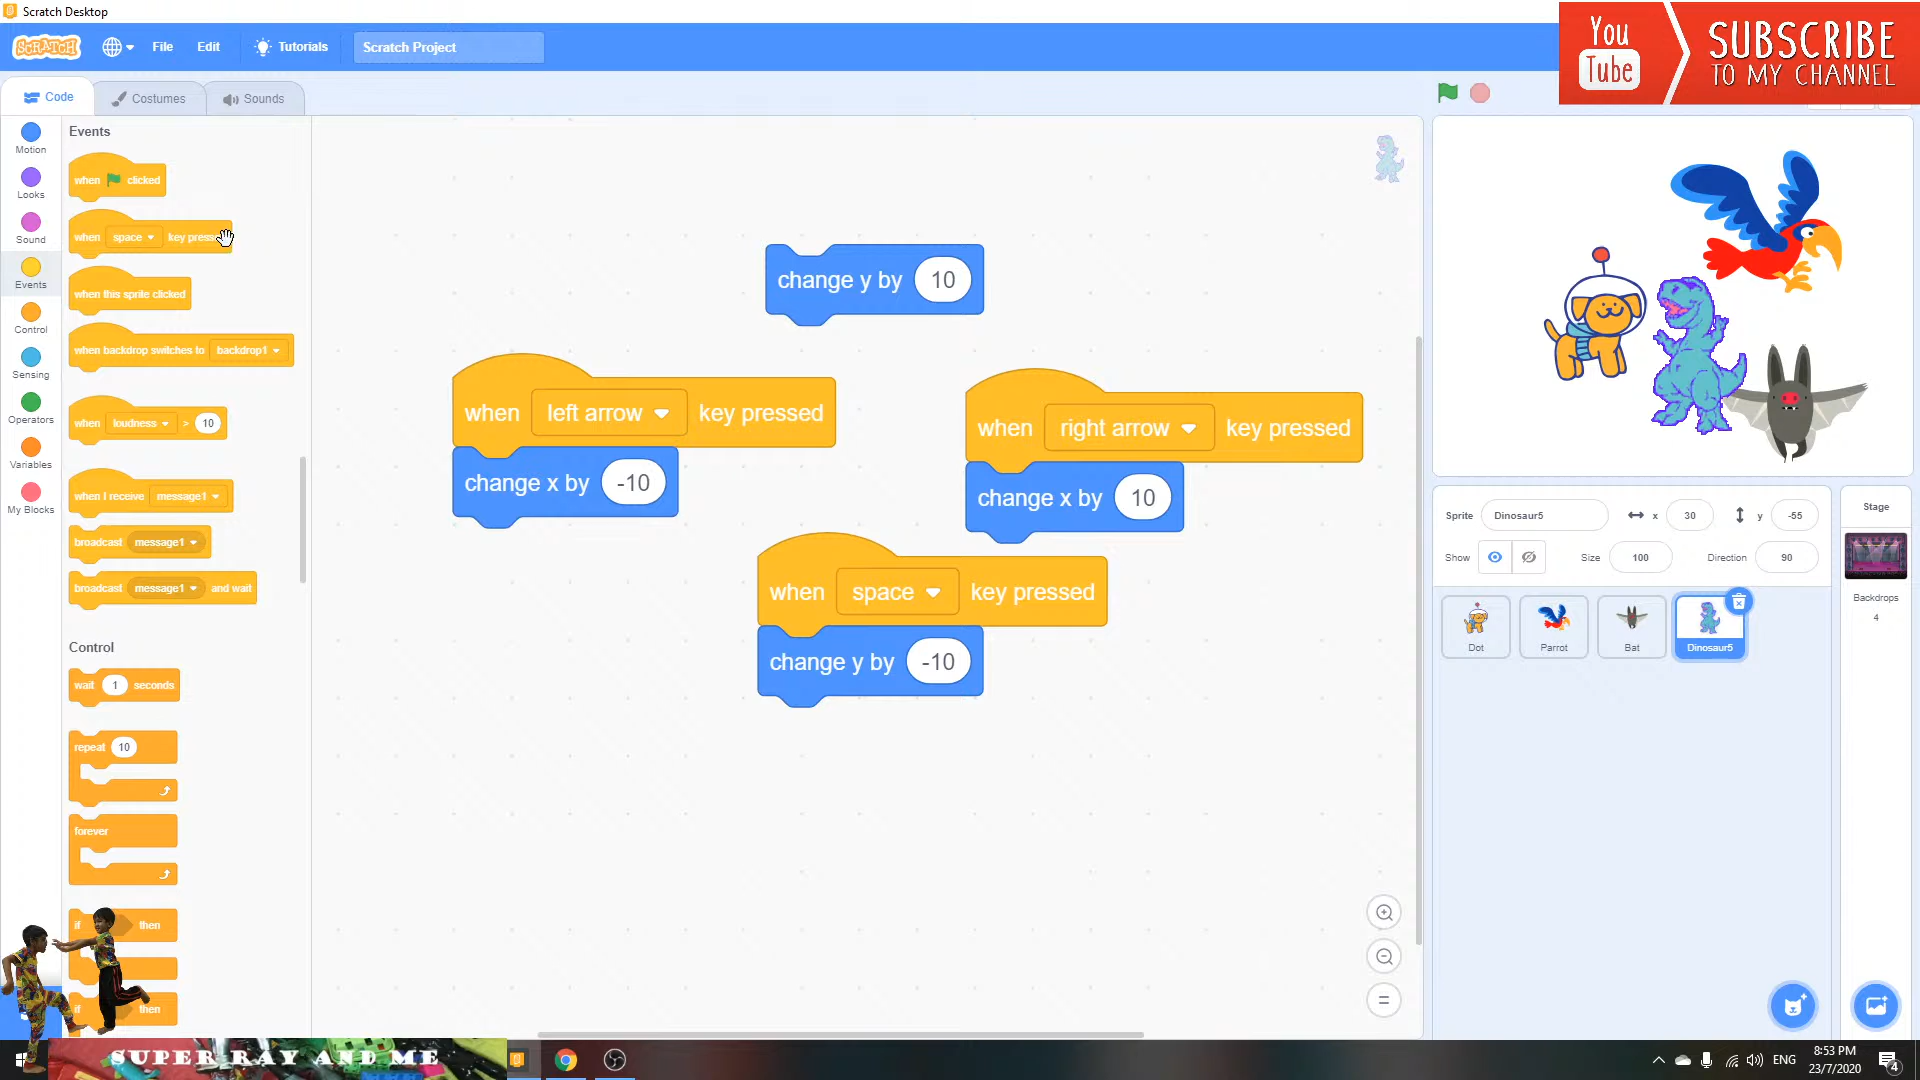 Scratch Desktop
SCRATCH
File
Edit
Tutorials
Scratch Project
You
Tube
SUBSCRIBE
TO MY CHANNEL
Code
Costumes
Sounds
Motion
Looks
Sound
Events
Control
Sensing
Operators
Variables
My Blocks
Events
when clicked
when space key press
when this sprite clicked
when backdrop switches to backdrop1
when loudness > 10
when I receive message1
broadcast message1
broadcast message1 and wait
Control
wait 1 seconds
repeat 10
forever
if then
if then
change y by 10
when left arrow key pressed
change x by -10
when right arrow key pressed
change x by 10
when space key pressed
change y by -10
Sprite Dinosaur5 x 30 y -55
Show Size 100 Direction 90
Dot
Parrot
Bat
Dinosaur5
Stage
Backdrops
4
SUPER RAY AND ME
ENG
8:53 PM
23/7/2020
4